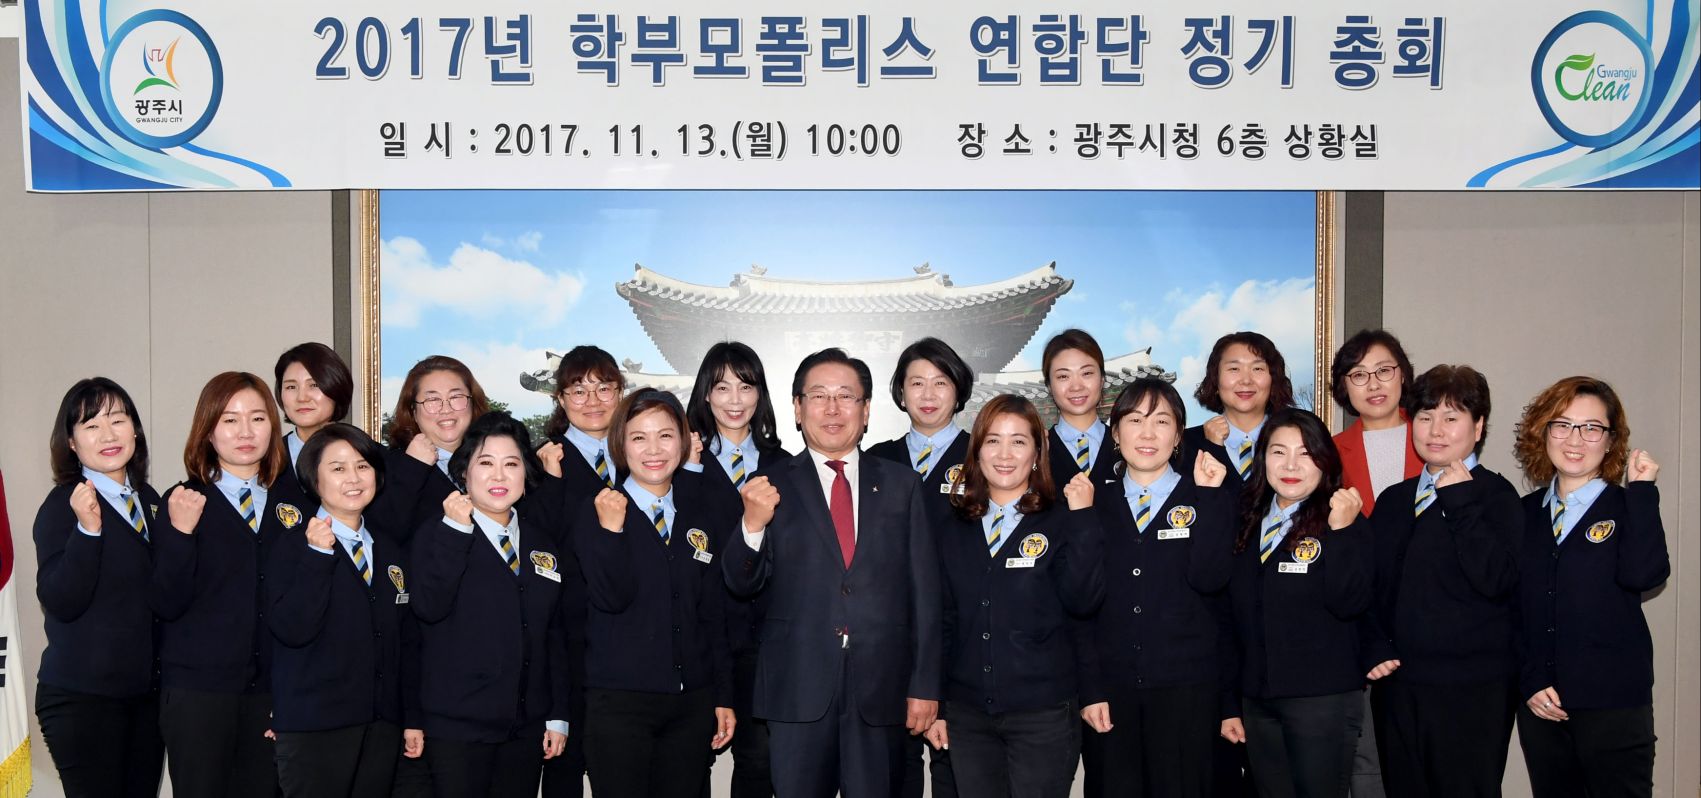 2017년 학부모폴리스 연합단 정기 총회
일 시 : 2017. 11. 13.(월) 10:00 장 소 : 광주시청 6층 상황실
광주시
GWANGJU CITY
Gwangju
Clean